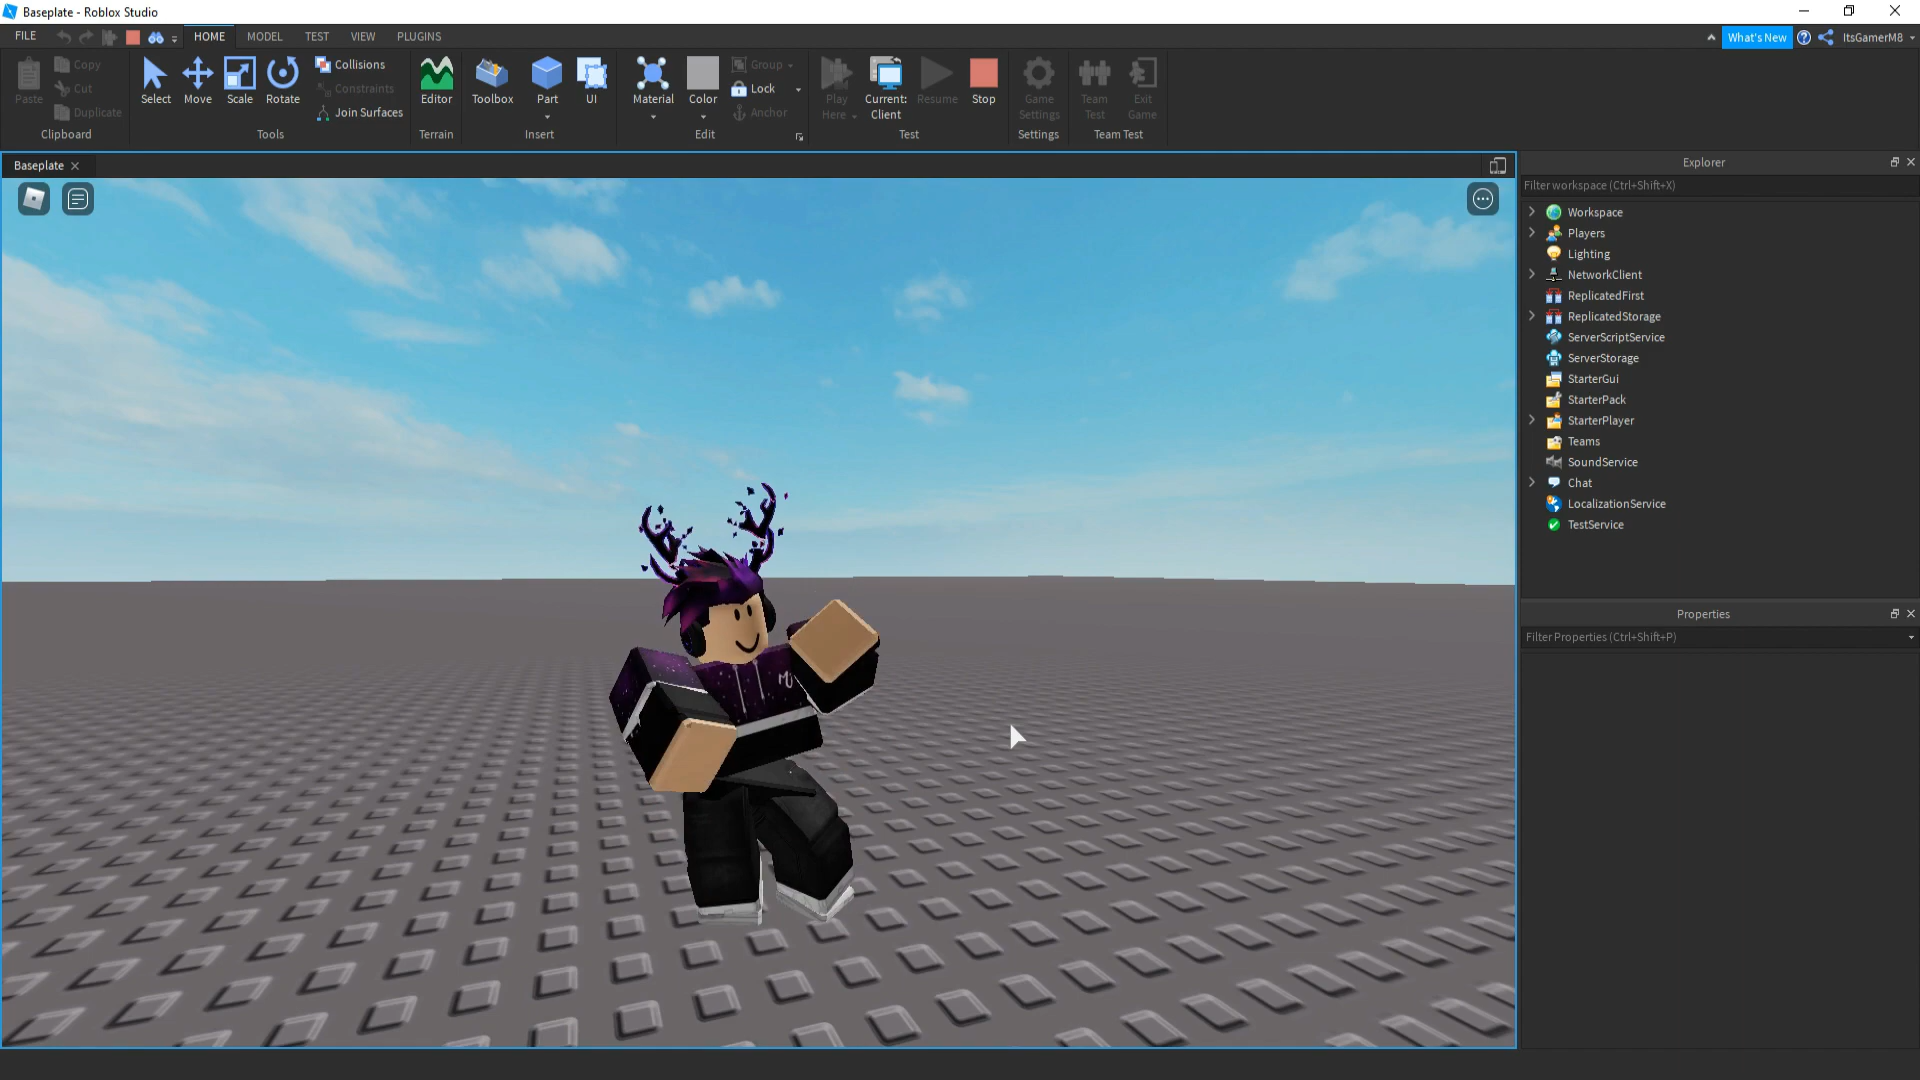 Baseplate - Roblox Studio
FILE
HOME
MODEL
TEST
VIEW
PLUGINS
What's New
ItsGamerM8
Paste
Copy
Cut
Duplicate
Clipboard
Select
Move
Scale
Rotate
Collisions
Constraints
Join Surfaces
Tools
Editor
Terrain
Toolbox
Part
UI
Insert
Material
Color
Group
Lock
Anchor
Edit
Play
Here
Current:
Client
Resume
Stop
Test
Game
Settings
Settings
Team
Test
Exit
Game
Team Test
Baseplate
Explorer
Filter workspace (Ctrl+Shift+X)
Workspace
Players
Lighting
NetworkClient
ReplicatedFirst
ReplicatedStorage
ServerScriptService
ServerStorage
StarterGui
StarterPack
StarterPlayer
Teams
SoundService
Chat
LocalizationService
TestService
Properties
Filter Properties (Ctrl+Shift+P)